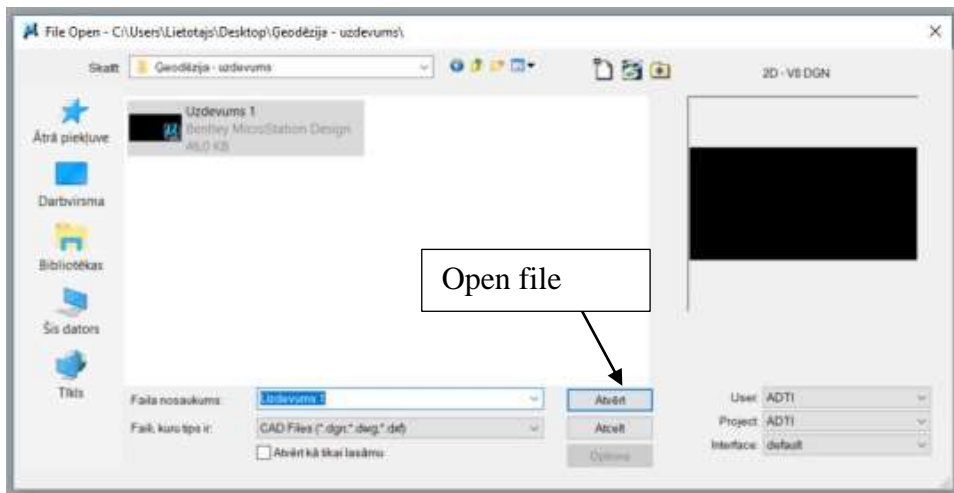 File Open - C:\Users\Lietotajs\Desktop\Ģeodēzija - uzdevums\
Skatīt
Ģeodēzija - uzdevums
2D - V8 DGN
Ātrā piekļuve
Darbvirsma
Bibliotēkas
Šis dators
Tīkls
Uzdevums 1
Bentley MicroStation Design
46,0 KB
Open file
Faila nosaukums:
Uzdevums 1
Atvērt
Faili, kuru tips ir:
CAD Files (*.dgn;*.dwg;*.dxf)
Atcelt
Atvērt kā tikai lasāmu
Options
User: ADTI
Project: ADTI
Interface: default